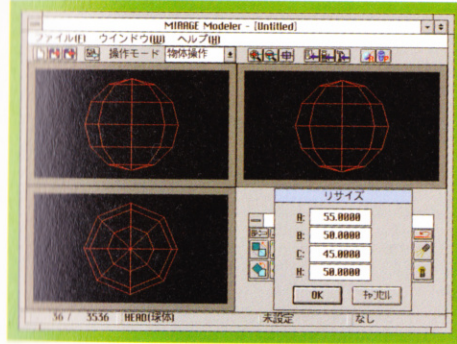 MIRAGE Modeler - [Untitled]
ファイル(F) ウインドウ(W) ヘルプ(H)
操作モード 物体操作
リサイズ
A: 55.0000
B: 50.0000
C: 45.0000
H: 50.0000
OK キャンセル
36 / 3536 HEAD(球体) 未設定 なし